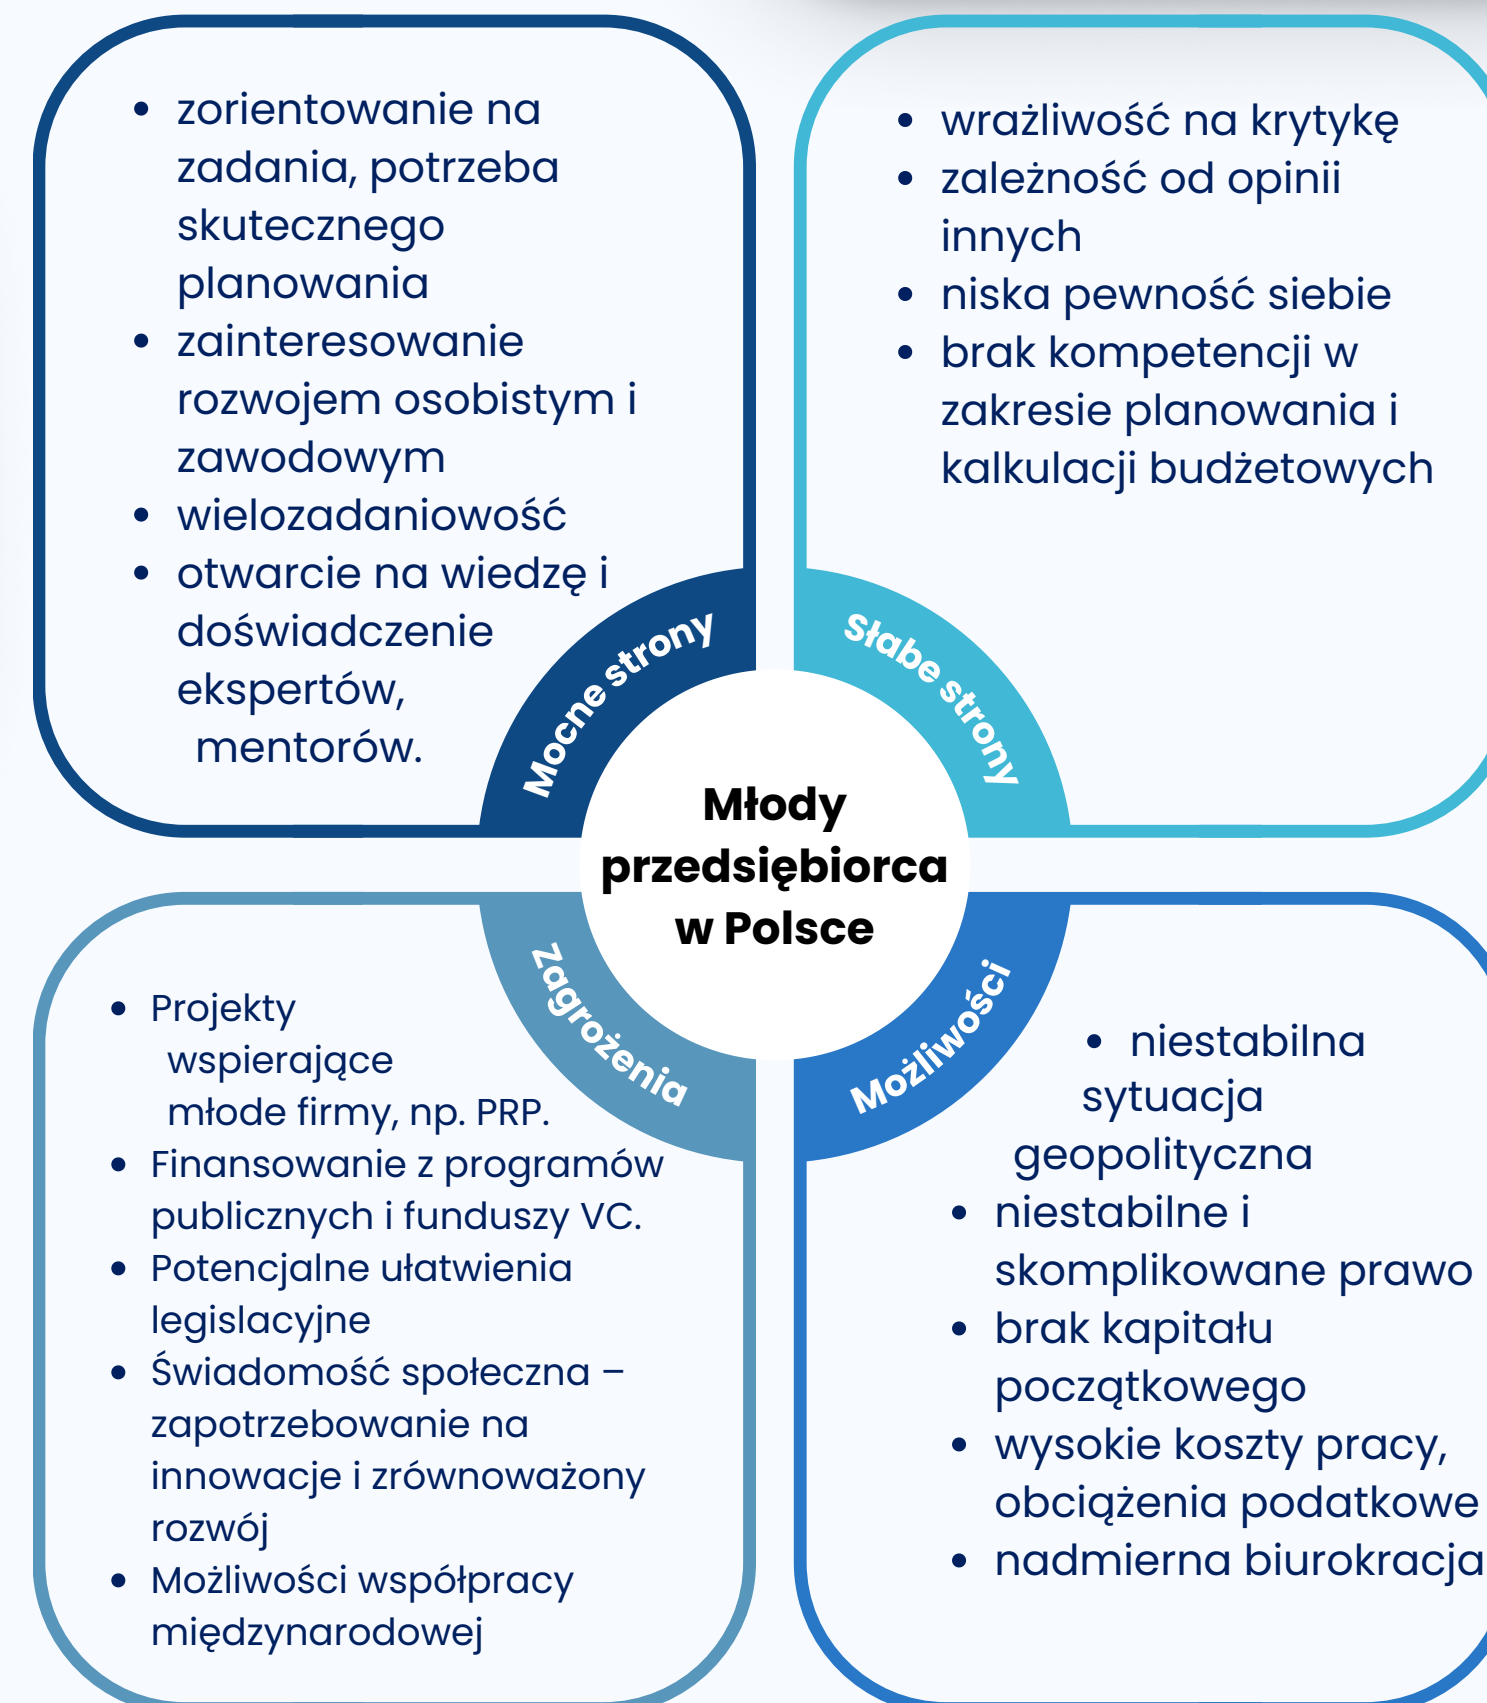 • zorientowanie na
zadania, potrzeba
skutecznego
planowania
• zainteresowanie
rozwojem osobistym i
zawodowym
• wielozadaniowość
• otwarcie na wiedzę i
doświadczenie
ekspertów,
mentorów.
Mocne strony
• wrażliwość na krytykę
• zależność od opinii
innych
• niska pewność siebie
• brak kompetencji w
zakresie planowania i
kalkulacji budżetowych
Słabe strony
Młody
przedsiębiorca
w Polsce
Zagrożenia
• Projekty
wspierające
młode firmy, np. PRP.
• Finansowanie z programów
publicznych i funduszy VC.
• Potencjalne ułatwienia
legislacyjne
• Świadomość społeczna –
zapotrzebowanie na
innowacje i zrównoważony
rozwój
• Możliwości współpracy
międzynarodowej
Możliwości
• niestabilna
sytuacja
geopolityczna
• niestabilne i
skomplikowane prawo
• brak kapitału
początkowego
• wysokie koszty pracy,
obciążenia podatkowe
• nadmierna biurokracja